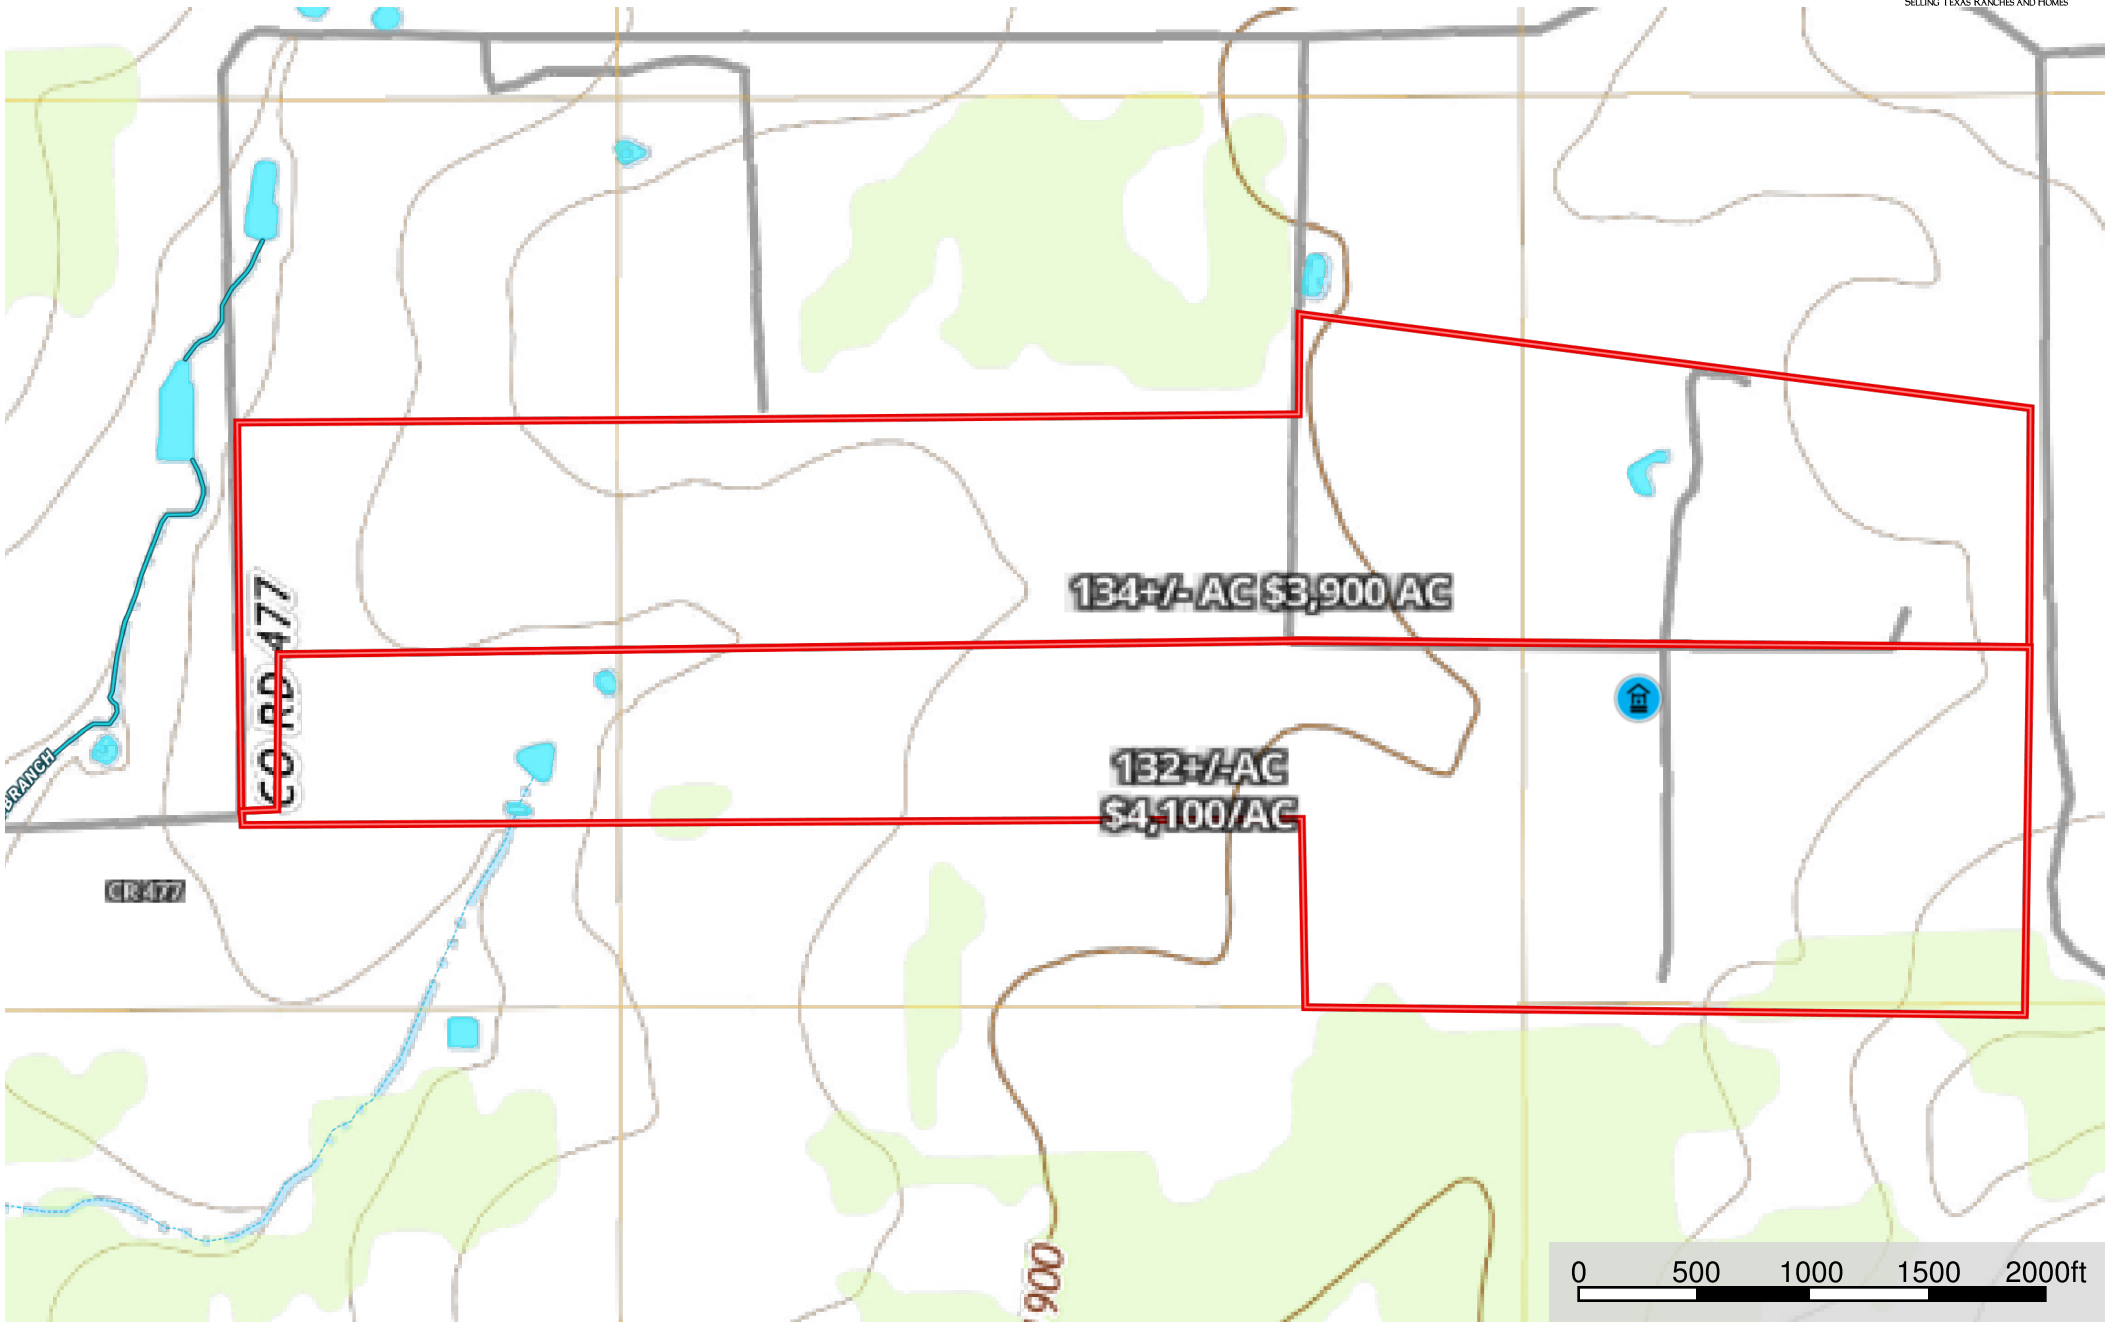 SELLING TEXAS RANCHES AND HOMES
134+/- AC $3,900 AC
CO RD 477
132+/-AC
$4,100/AC
BRANCH
CR 477
900
0 500 1000 1500 2000ft